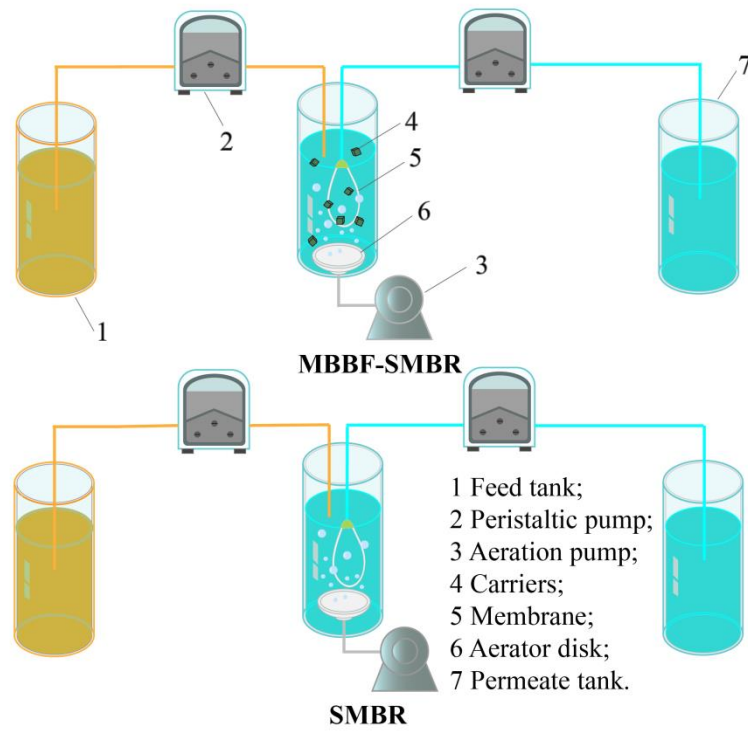 7
2
4
5
6
3
1
MBBF-SMBR
1 Feed tank;
2 Peristaltic pump;
3 Aeration pump;
4 Carriers;
5 Membrane;
6 Aerator disk;
7 Permeate tank.
SMBR